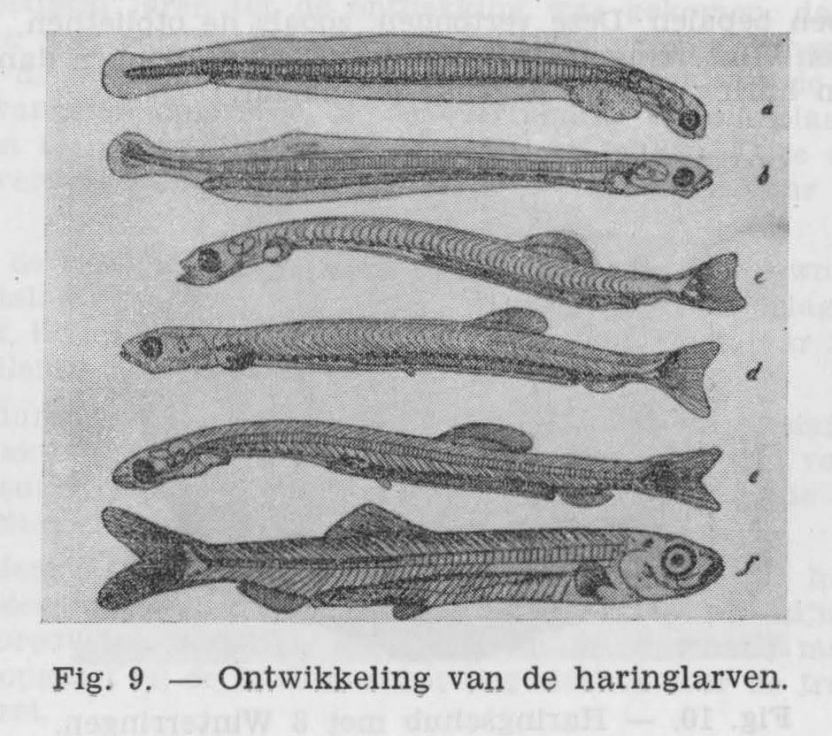 a
b
c
d
e
f
Fig. 9. — Ontwikkeling van de haringlarven.